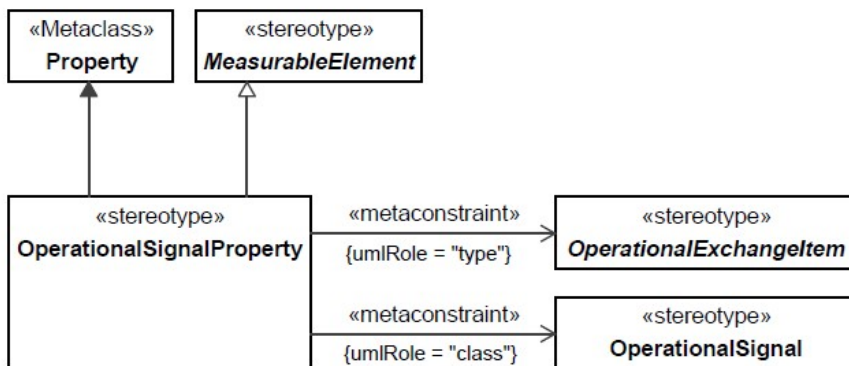 «Metaclass»
Property
«stereotype»
MeasurableElement
«stereotype»
OperationalSignalProperty
«metaconstraint»
{umlRole = "type"}
«stereotype»
OperationalExchangeItem
«metaconstraint»
{umlRole = "class"}
«stereotype»
OperationalSignal